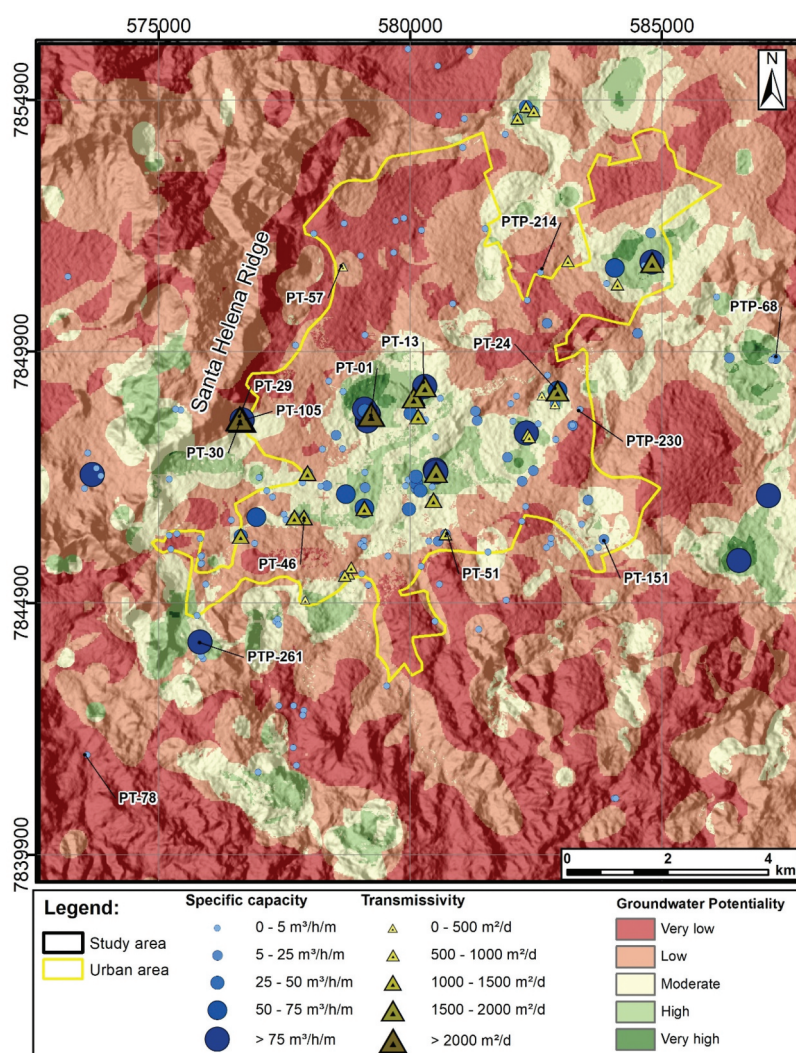 575000 580000 585000
7854900
7849900
7844900
7839900
N
Santa Helena Ridge
PTP-214
PT-57
PTP-68
PT-13
PT-24
PT-01
PT-29
PT-105
PT-30
PTP-230
PT-46
PT-51
PT-151
PTP-261
PT-78
0 2 4
km
Legend:
Study area
Urban area
Specific capacity
0 - 5 m³/h/m
5 - 25 m³/h/m
25 - 50 m³/h/m
50 - 75 m³/h/m
> 75 m³/h/m
Transmissivity
0 - 500 m²/d
500 - 1000 m²/d
1000 - 1500 m²/d
1500 - 2000 m²/d
> 2000 m²/d
Groundwater Potentiality
Very low
Low
Moderate
High
Very high